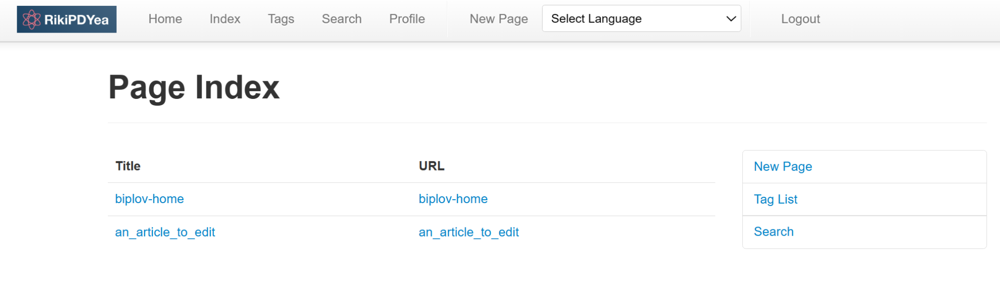 RikiPDYea Home Index Tags Search Profile New Page Select Language Logout
Page Index
Title URL
biplov-home biplov-home
an_article_to_edit an_article_to_edit
New Page
Tag List
Search